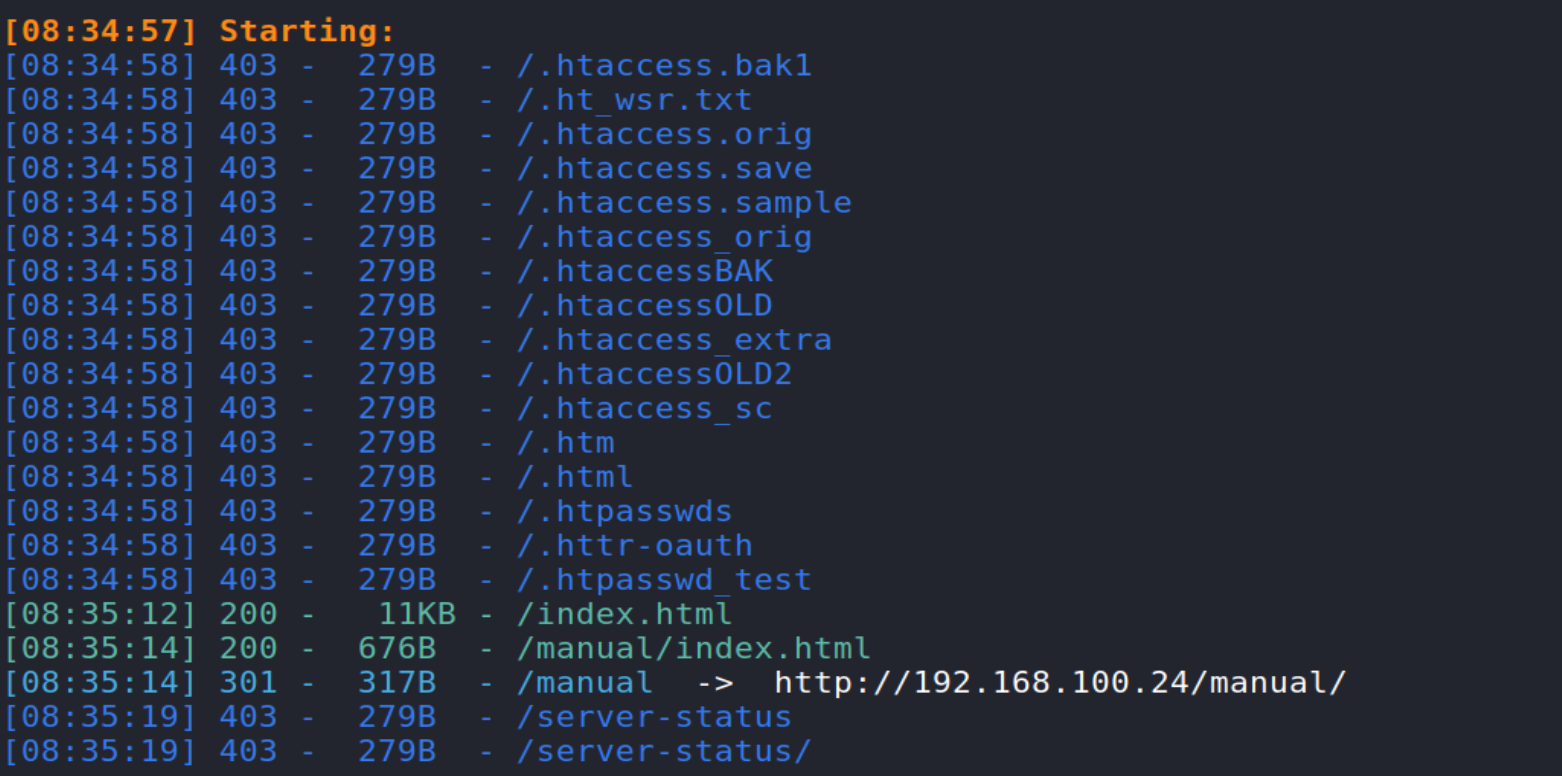 [08:34:57] Starting:
[08:34:58] 403 -  279B  - /.htaccess.bak1
[08:34:58] 403 -  279B  - /.ht_wsr.txt
[08:34:58] 403 -  279B  - /.htaccess.orig
[08:34:58] 403 -  279B  - /.htaccess.save
[08:34:58] 403 -  279B  - /.htaccess.sample
[08:34:58] 403 -  279B  - /.htaccess_orig
[08:34:58] 403 -  279B  - /.htaccessBAK
[08:34:58] 403 -  279B  - /.htaccessOLD
[08:34:58] 403 -  279B  - /.htaccess_extra
[08:34:58] 403 -  279B  - /.htaccessOLD2
[08:34:58] 403 -  279B  - /.htaccess_sc
[08:34:58] 403 -  279B  - /.htm
[08:34:58] 403 -  279B  - /.html
[08:34:58] 403 -  279B  - /.htpasswds
[08:34:58] 403 -  279B  - /.httr-oauth
[08:34:58] 403 -  279B  - /.htpasswd_test
[08:35:12] 200 -   11KB - /index.html
[08:35:14] 200 -  676B  - /manual/index.html
[08:35:14] 301 -  317B  - /manual  ->  http://192.168.100.24/manual/
[08:35:19] 403 -  279B  - /server-status
[08:35:19] 403 -  279B  - /server-status/